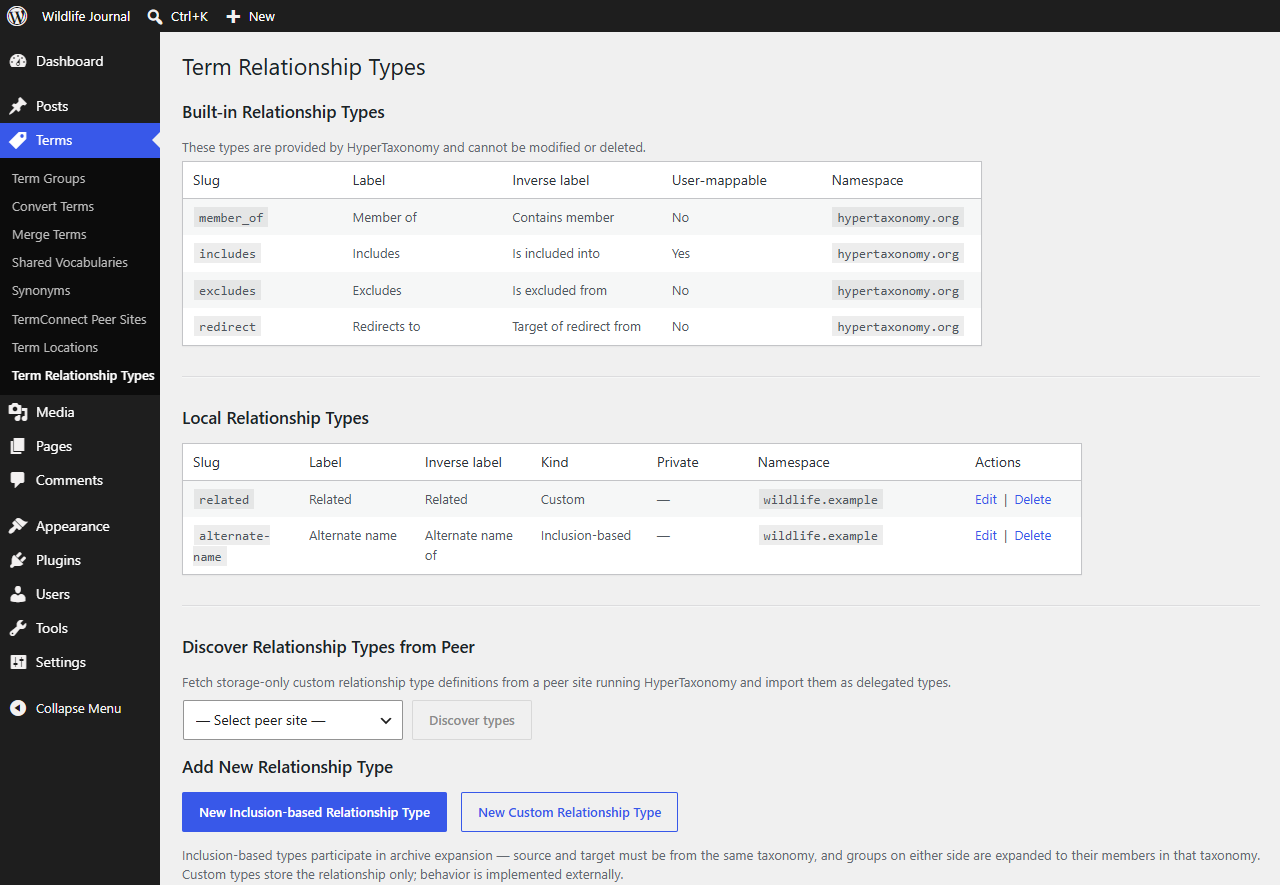 Wildlife Journal Ctrl+K New
Dashboard
Posts
Terms
Term Groups
Convert Terms
Merge Terms
Shared Vocabularies
Synonyms
TermConnect Peer Sites
Term Locations
Term Relationship Types
Media
Pages
Comments
Appearance
Plugins
Users
Tools
Settings
Collapse Menu
Term Relationship Types
Built-in Relationship Types
These types are provided by HyperTaxonomy and cannot be modified or deleted.
Slug Label Inverse label User-mappable Namespace
member_of Member of Contains member No hypertaxonomy.org
includes Includes Is included into Yes hypertaxonomy.org
excludes Excludes Is excluded from No hypertaxonomy.org
redirect Redirects to Target of redirect from No hypertaxonomy.org
Local Relationship Types
Slug Label Inverse label Kind Private Namespace Actions
related Related Related Custom — wildlife.example Edit | Delete
alternate- Alternate name Alternate name Inclusion-based — wildlife.example Edit | Delete
name of
Discover Relationship Types from Peer
Fetch storage-only custom relationship type definitions from a peer site running HyperTaxonomy and import them as delegated types.
— Select peer site — Discover types
Add New Relationship Type
New Inclusion-based Relationship Type New Custom Relationship Type
Inclusion-based types participate in archive expansion — source and target must be from the same taxonomy, and groups on either side are expanded to their members in that taxonomy.
Custom types store the relationship only; behavior is implemented externally.